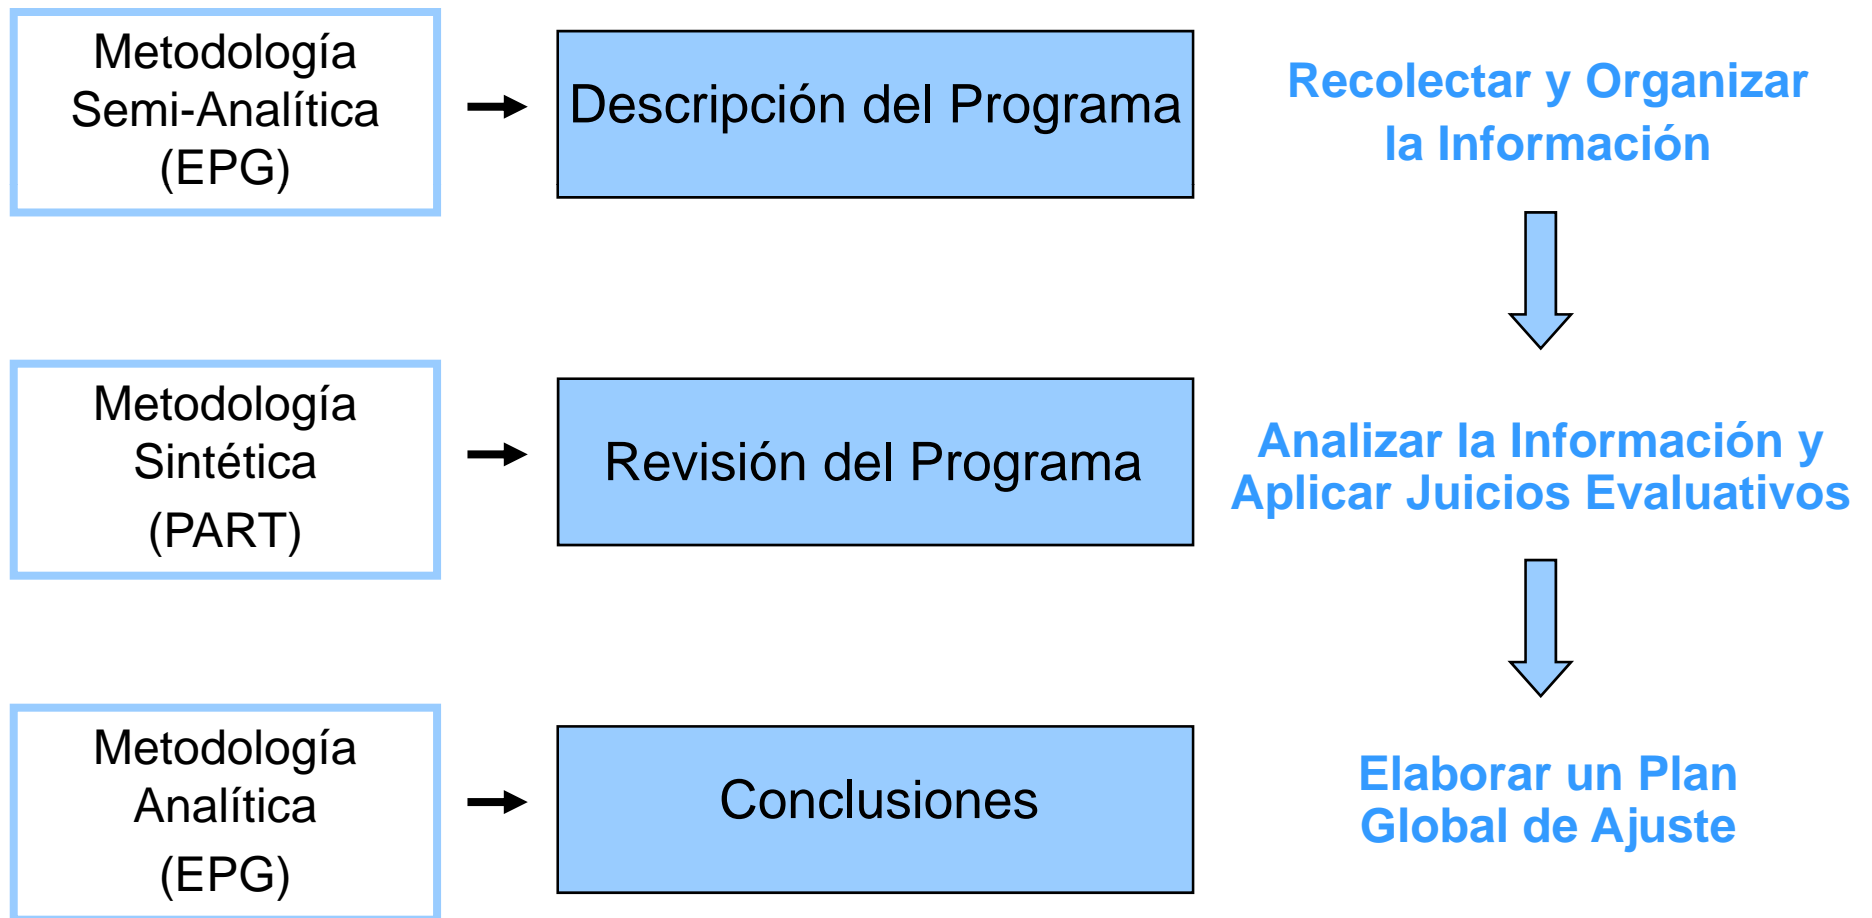 Metodología
Semi-Analítica
(EPG)
Descripción del Programa
Recolectar y Organizar
la Información
Metodología
Sintética
(PART)
Revisión del Programa
Analizar la Información y
Aplicar Juicios Evaluativos
Metodología
Analítica
(EPG)
Conclusiones
Elaborar un Plan
Global de Ajuste